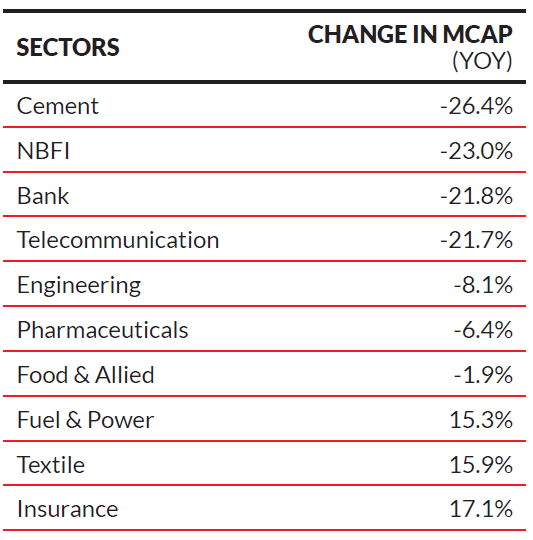 SECTORS CHANGE IN MCAP
(YOY)
Cement -26.4%
NBFI -23.0%
Bank -21.8%
Telecommunication -21.7%
Engineering -8.1%
Pharmaceuticals -6.4%
Food & Allied -1.9%
Fuel & Power 15.3%
Textile 15.9%
Insurance 17.1%